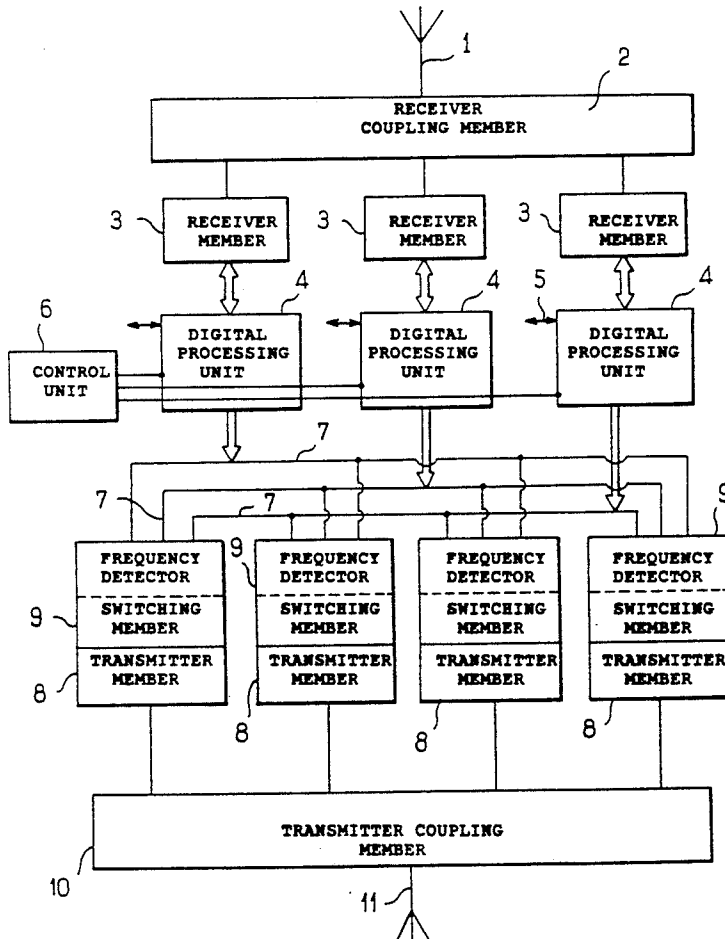 1
2
RECEIVER
COUPLING MEMBER
3
RECEIVER
MEMBER
3
RECEIVER
MEMBER
3
RECEIVER
MEMBER
4
4
5
4
6
CONTROL
UNIT
DIGITAL
PROCESSING
UNIT
DIGITAL
PROCESSING
UNIT
DIGITAL
PROCESSING
UNIT
7
7
7
9
FREQUENCY
DETECTOR
9
FREQUENCY
DETECTOR
FREQUENCY
DETECTOR
FREQUENCY
DETECTOR
9
SWITCHING
MEMBER
SWITCHING
MEMBER
SWITCHING
MEMBER
SWITCHING
MEMBER
8
TRANSMITTER
MEMBER
TRANSMITTER
MEMBER
TRANSMITTER
MEMBER
TRANSMITTER
MEMBER
8
8
8
TRANSMITTER COUPLING
MEMBER
10
11